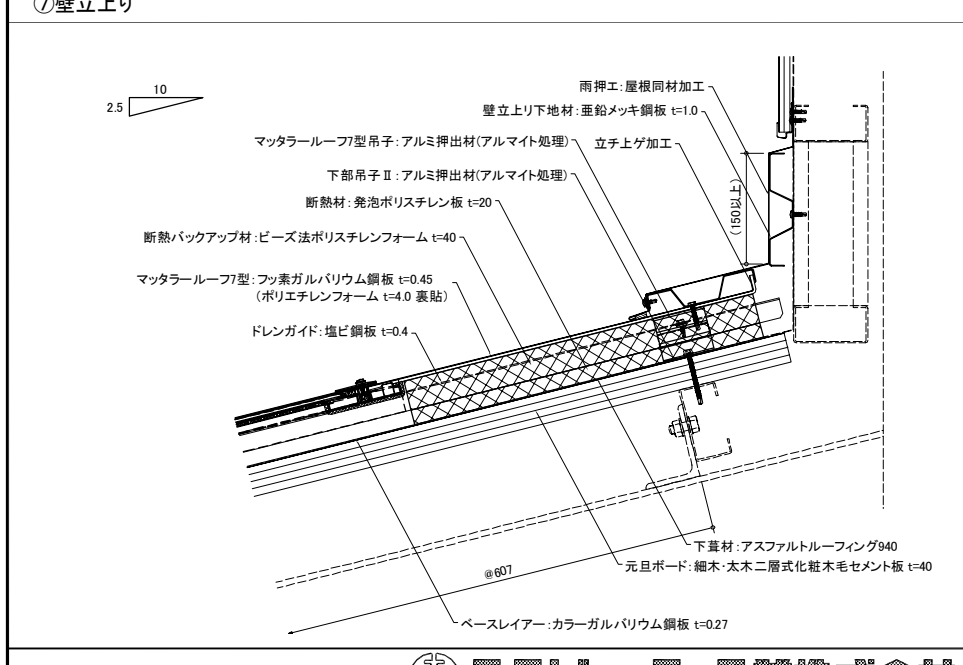 ⑦壁立上り
10
2.5
雨押エ:屋根同材加工
壁立上リ下地材:亜鉛メッキ鋼板 t=1.0
マッタラールーフ7型吊子:アルミ押出材(アルマイト処理)
立チ上ゲ加工
下部吊子Ⅱ:アルミ押出材(アルマイト処理)
断熱材:発泡ポリスチレン板 t=20
(150以上)
断熱バックアップ材:ビーズ法ポリスチレンフォーム t=40
マッタラールーフ7型:フッ素ガルバリウム鋼板 t=0.45
(ポリエチレンフォーム t=4.0 裏貼)
ドレンガイド:塩ビ鋼板 t=0.4
下葺材:アスファルトルーフィング940
元旦ボード:細木・太木二層式化粧木毛セメント板 t=40
@607
ベースレイアー:カラーガルバリウム鋼板 t=0.27